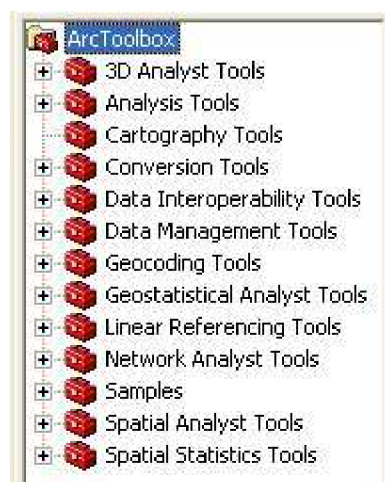 ArcToolbox
3D Analyst Tools
Analysis Tools
Cartography Tools
Conversion Tools
Data Interoperability Tools
Data Management Tools
Geocoding Tools
Geostatistical Analyst Tools
Linear Referencing Tools
Network Analyst Tools
Samples
Spatial Analyst Tools
Spatial Statistics Tools